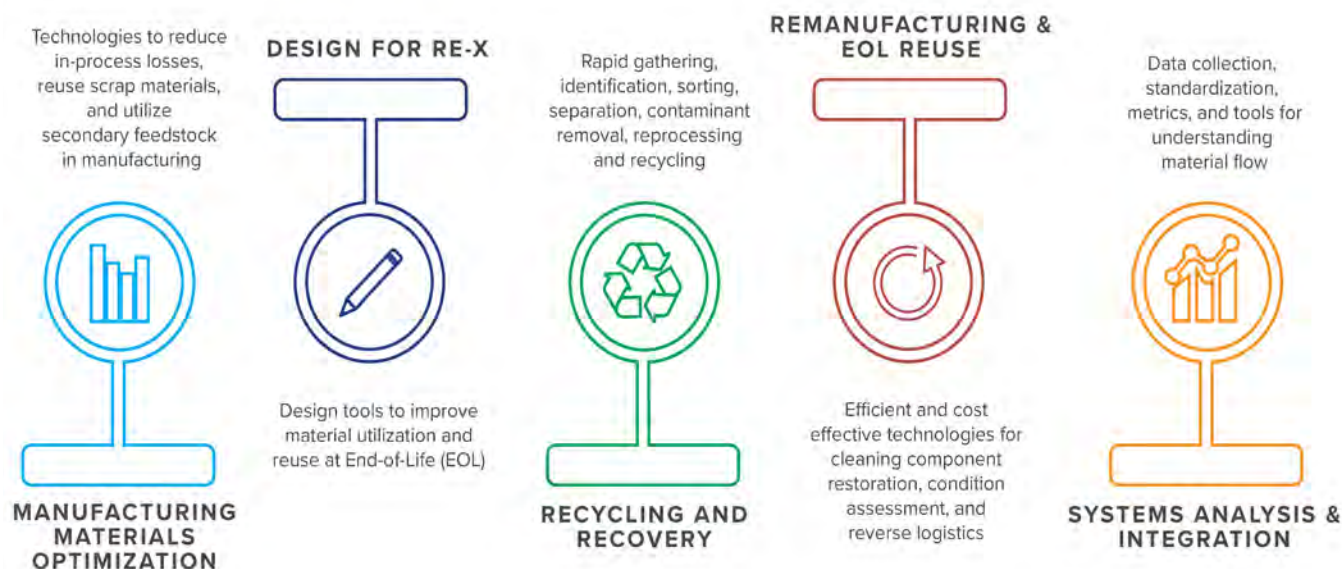 Technologies to reduce
in-process losses,
reuse scrap materials,
and utilize
secondary feedstock
in manufacturing
MANUFACTURING
MATERIALS
OPTIMIZATION
DESIGN FOR RE-X
Design tools to improve
material utilization and
reuse at End-of-Life (EOL)
Rapid gathering,
identification, sorting,
separation, contaminant
removal, reprocessing
and recycling
RECYCLING AND
RECOVERY
REMANUFACTURING &
EOL REUSE
Efficient and cost
effective technologies for
cleaning component
restoration, condition
assessment, and
reverse logistics
Data collection,
standardization,
metrics, and tools for
understanding
material flow
SYSTEMS ANALYSIS &
INTEGRATION